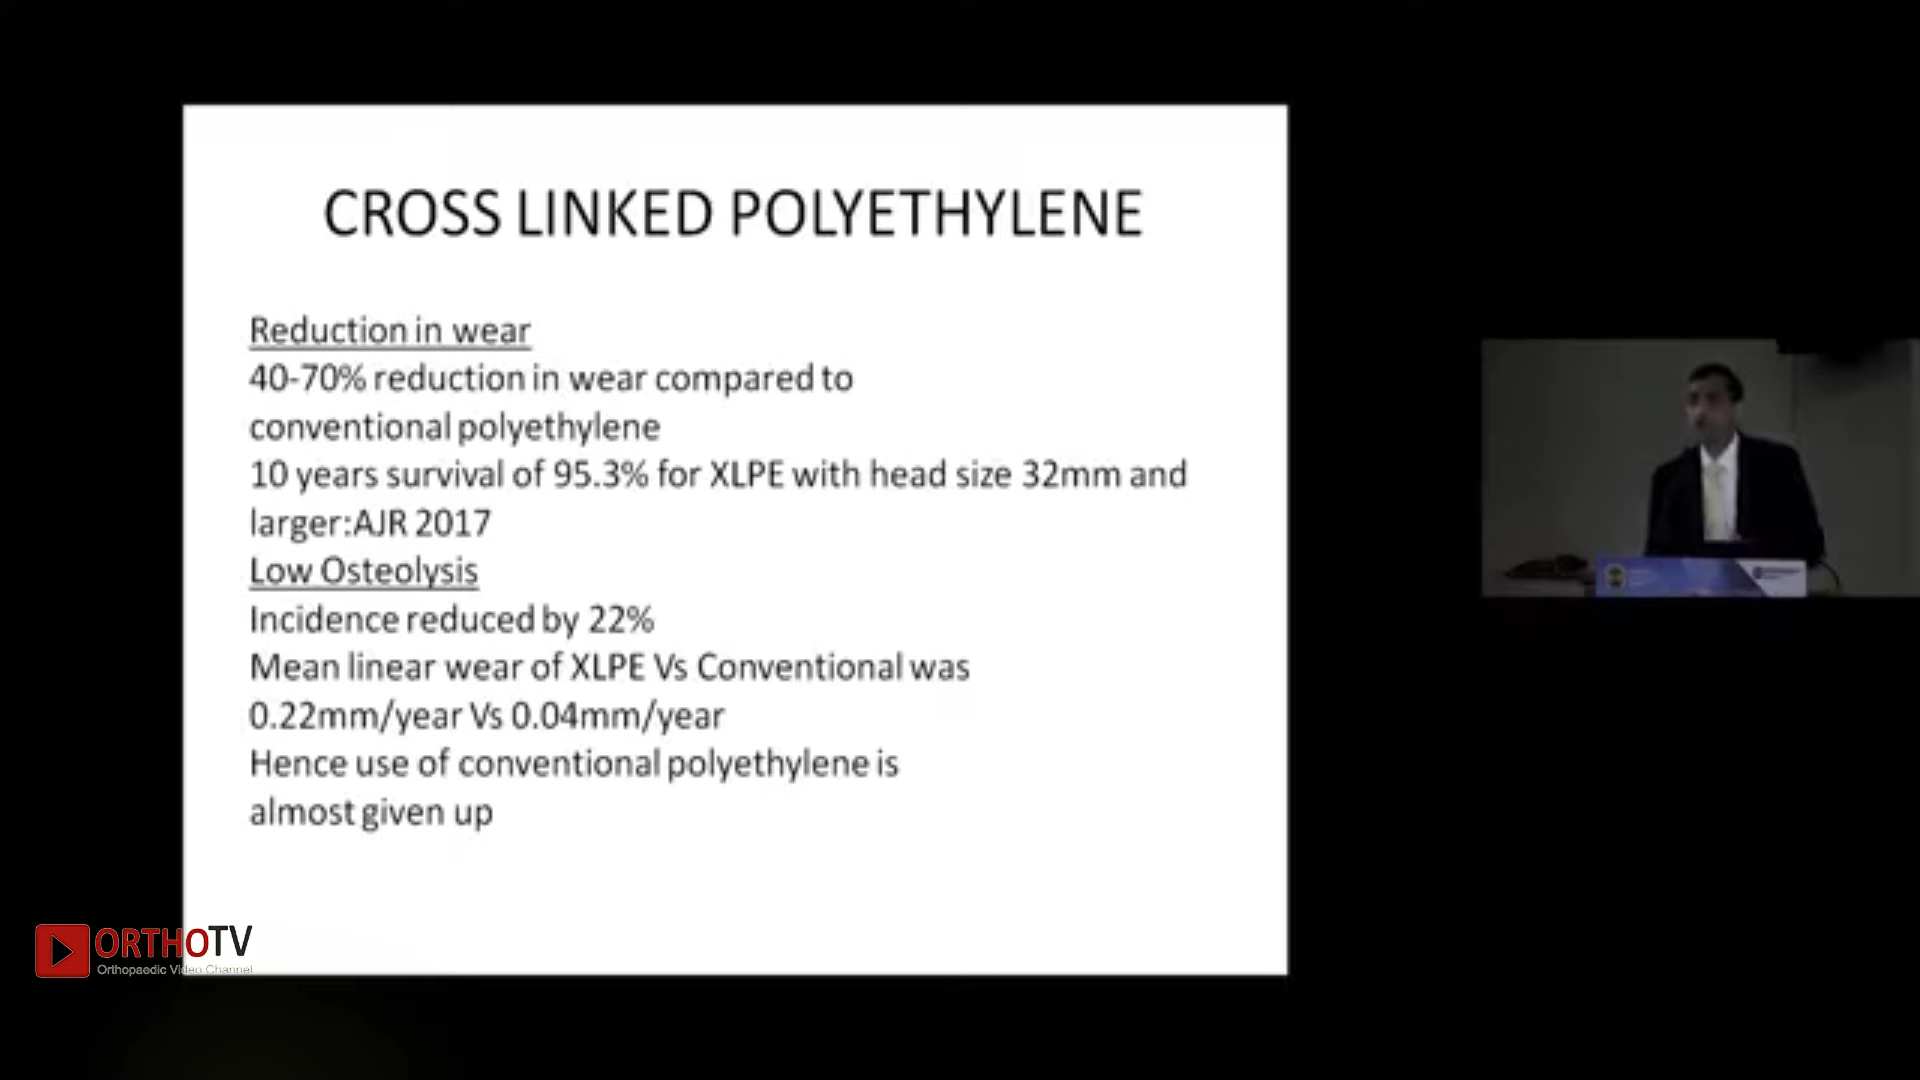 CROSS LINKED POLYETHYLENE
Reduction in wear
40-70% reduction in wear compared to
conventional polyethylene
10 years survival of 95.3% for XLPE with head size 32mm and
larger:AJR 2017
Low Osteolysis
Incidence reduced by 22%
Mean linear wear of XLPE Vs Conventional was
0.22mm/year Vs 0.04mm/year
Hence use of conventional polyethylene is
almost given up
ORTHOTV
Orthopaedic Video Channel